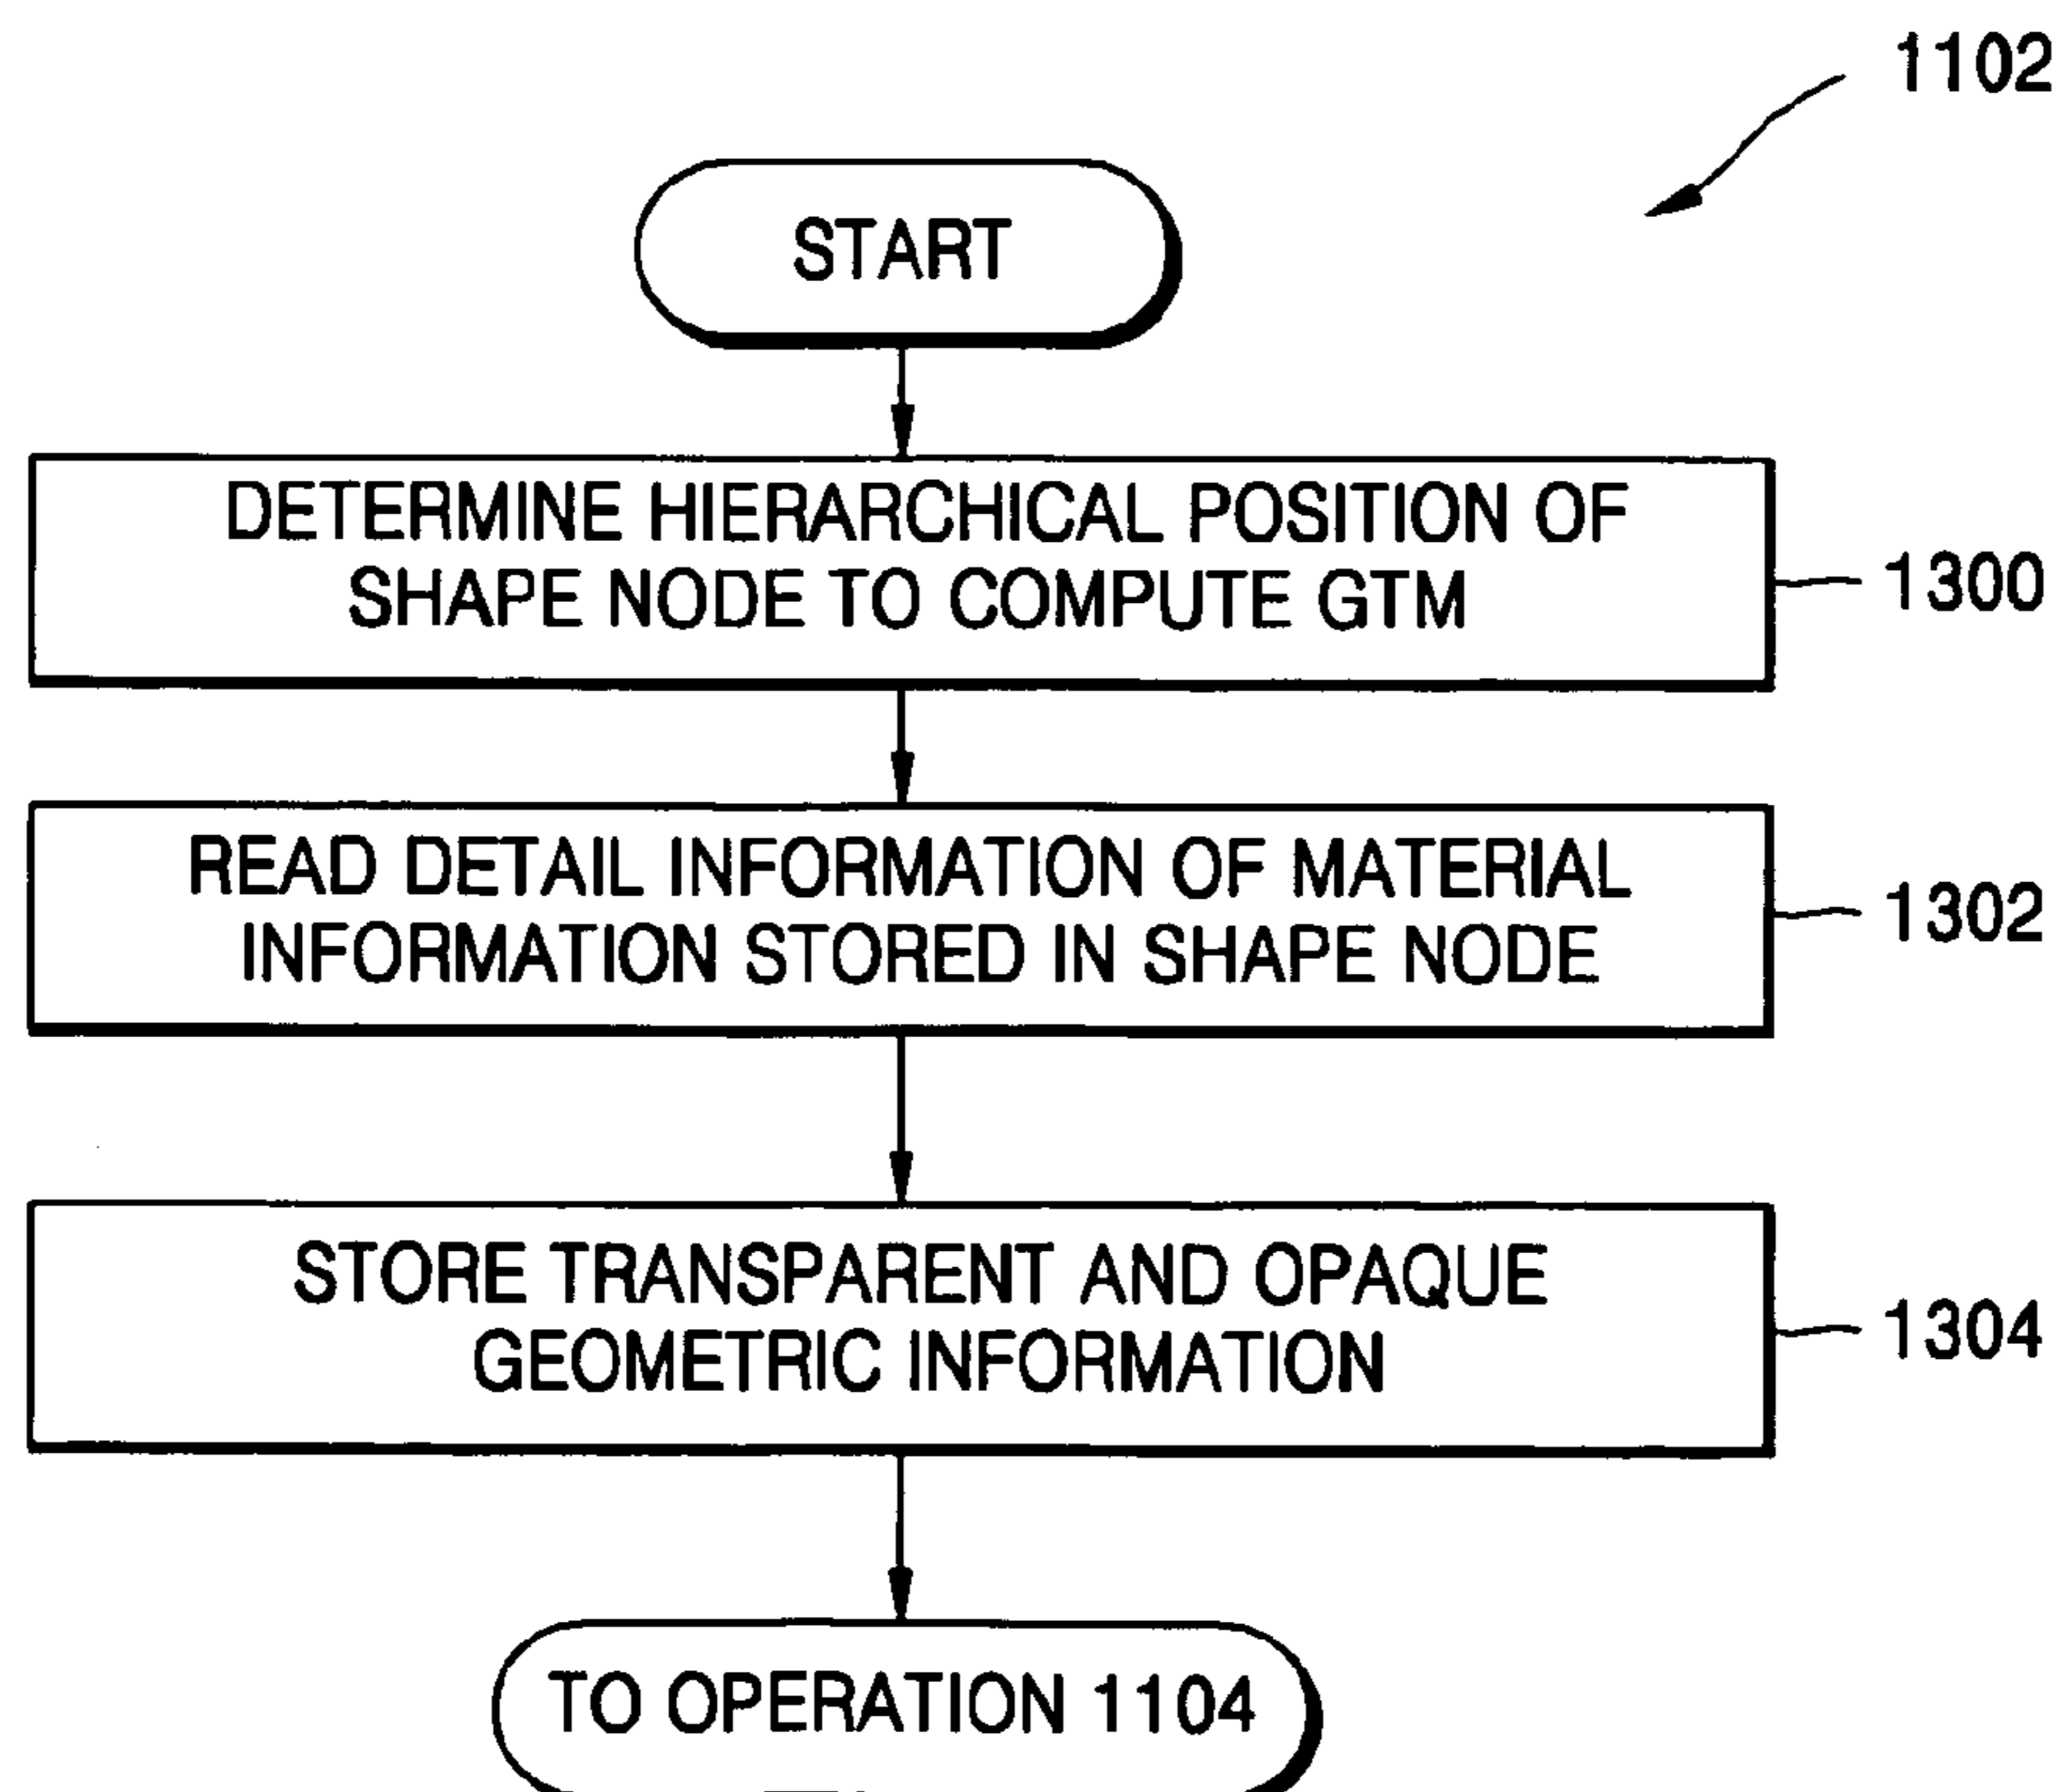 1102
START
DETERMINE HIERARCHICAL POSITION OF
SHAPE NODE TO COMPUTE GTM
1300
READ DETAIL INFORMATION OF MATERIAL
INFORMATION STORED IN SHAPE NODE
1302
STORE TRANSPARENT AND OPAQUE
GEOMETRIC INFORMATION
1304
TO OPERATION 1104